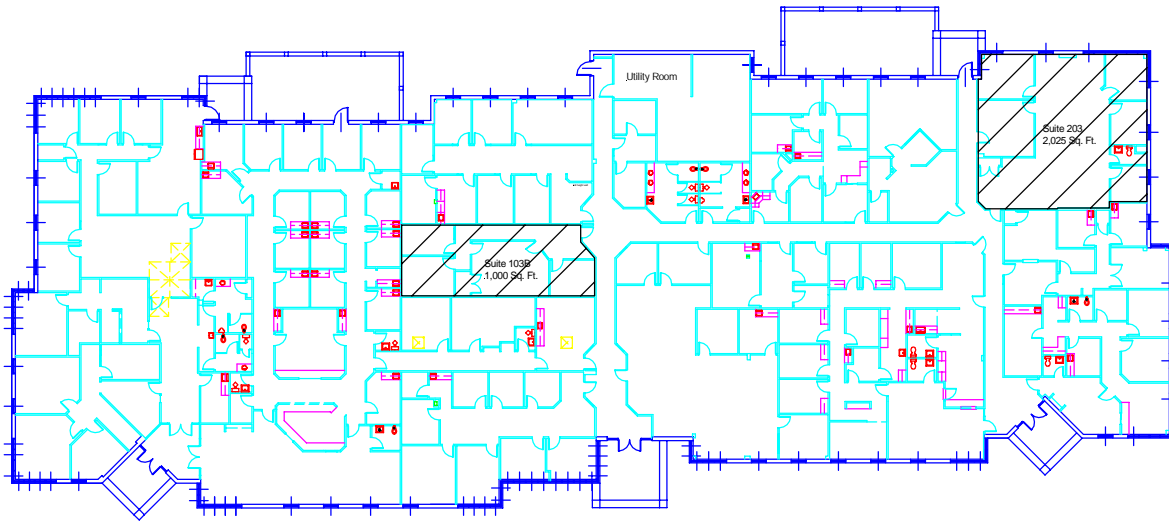 Utility Room
Suite 203
2,025 Sq. Ft.
Suite 103B
1,000 Sq. Ft.